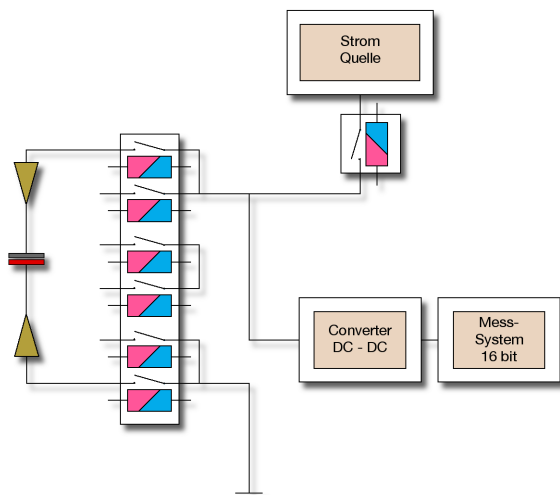 Strom
Quelle
Converter
DC - DC
Mess-
System
16 bit